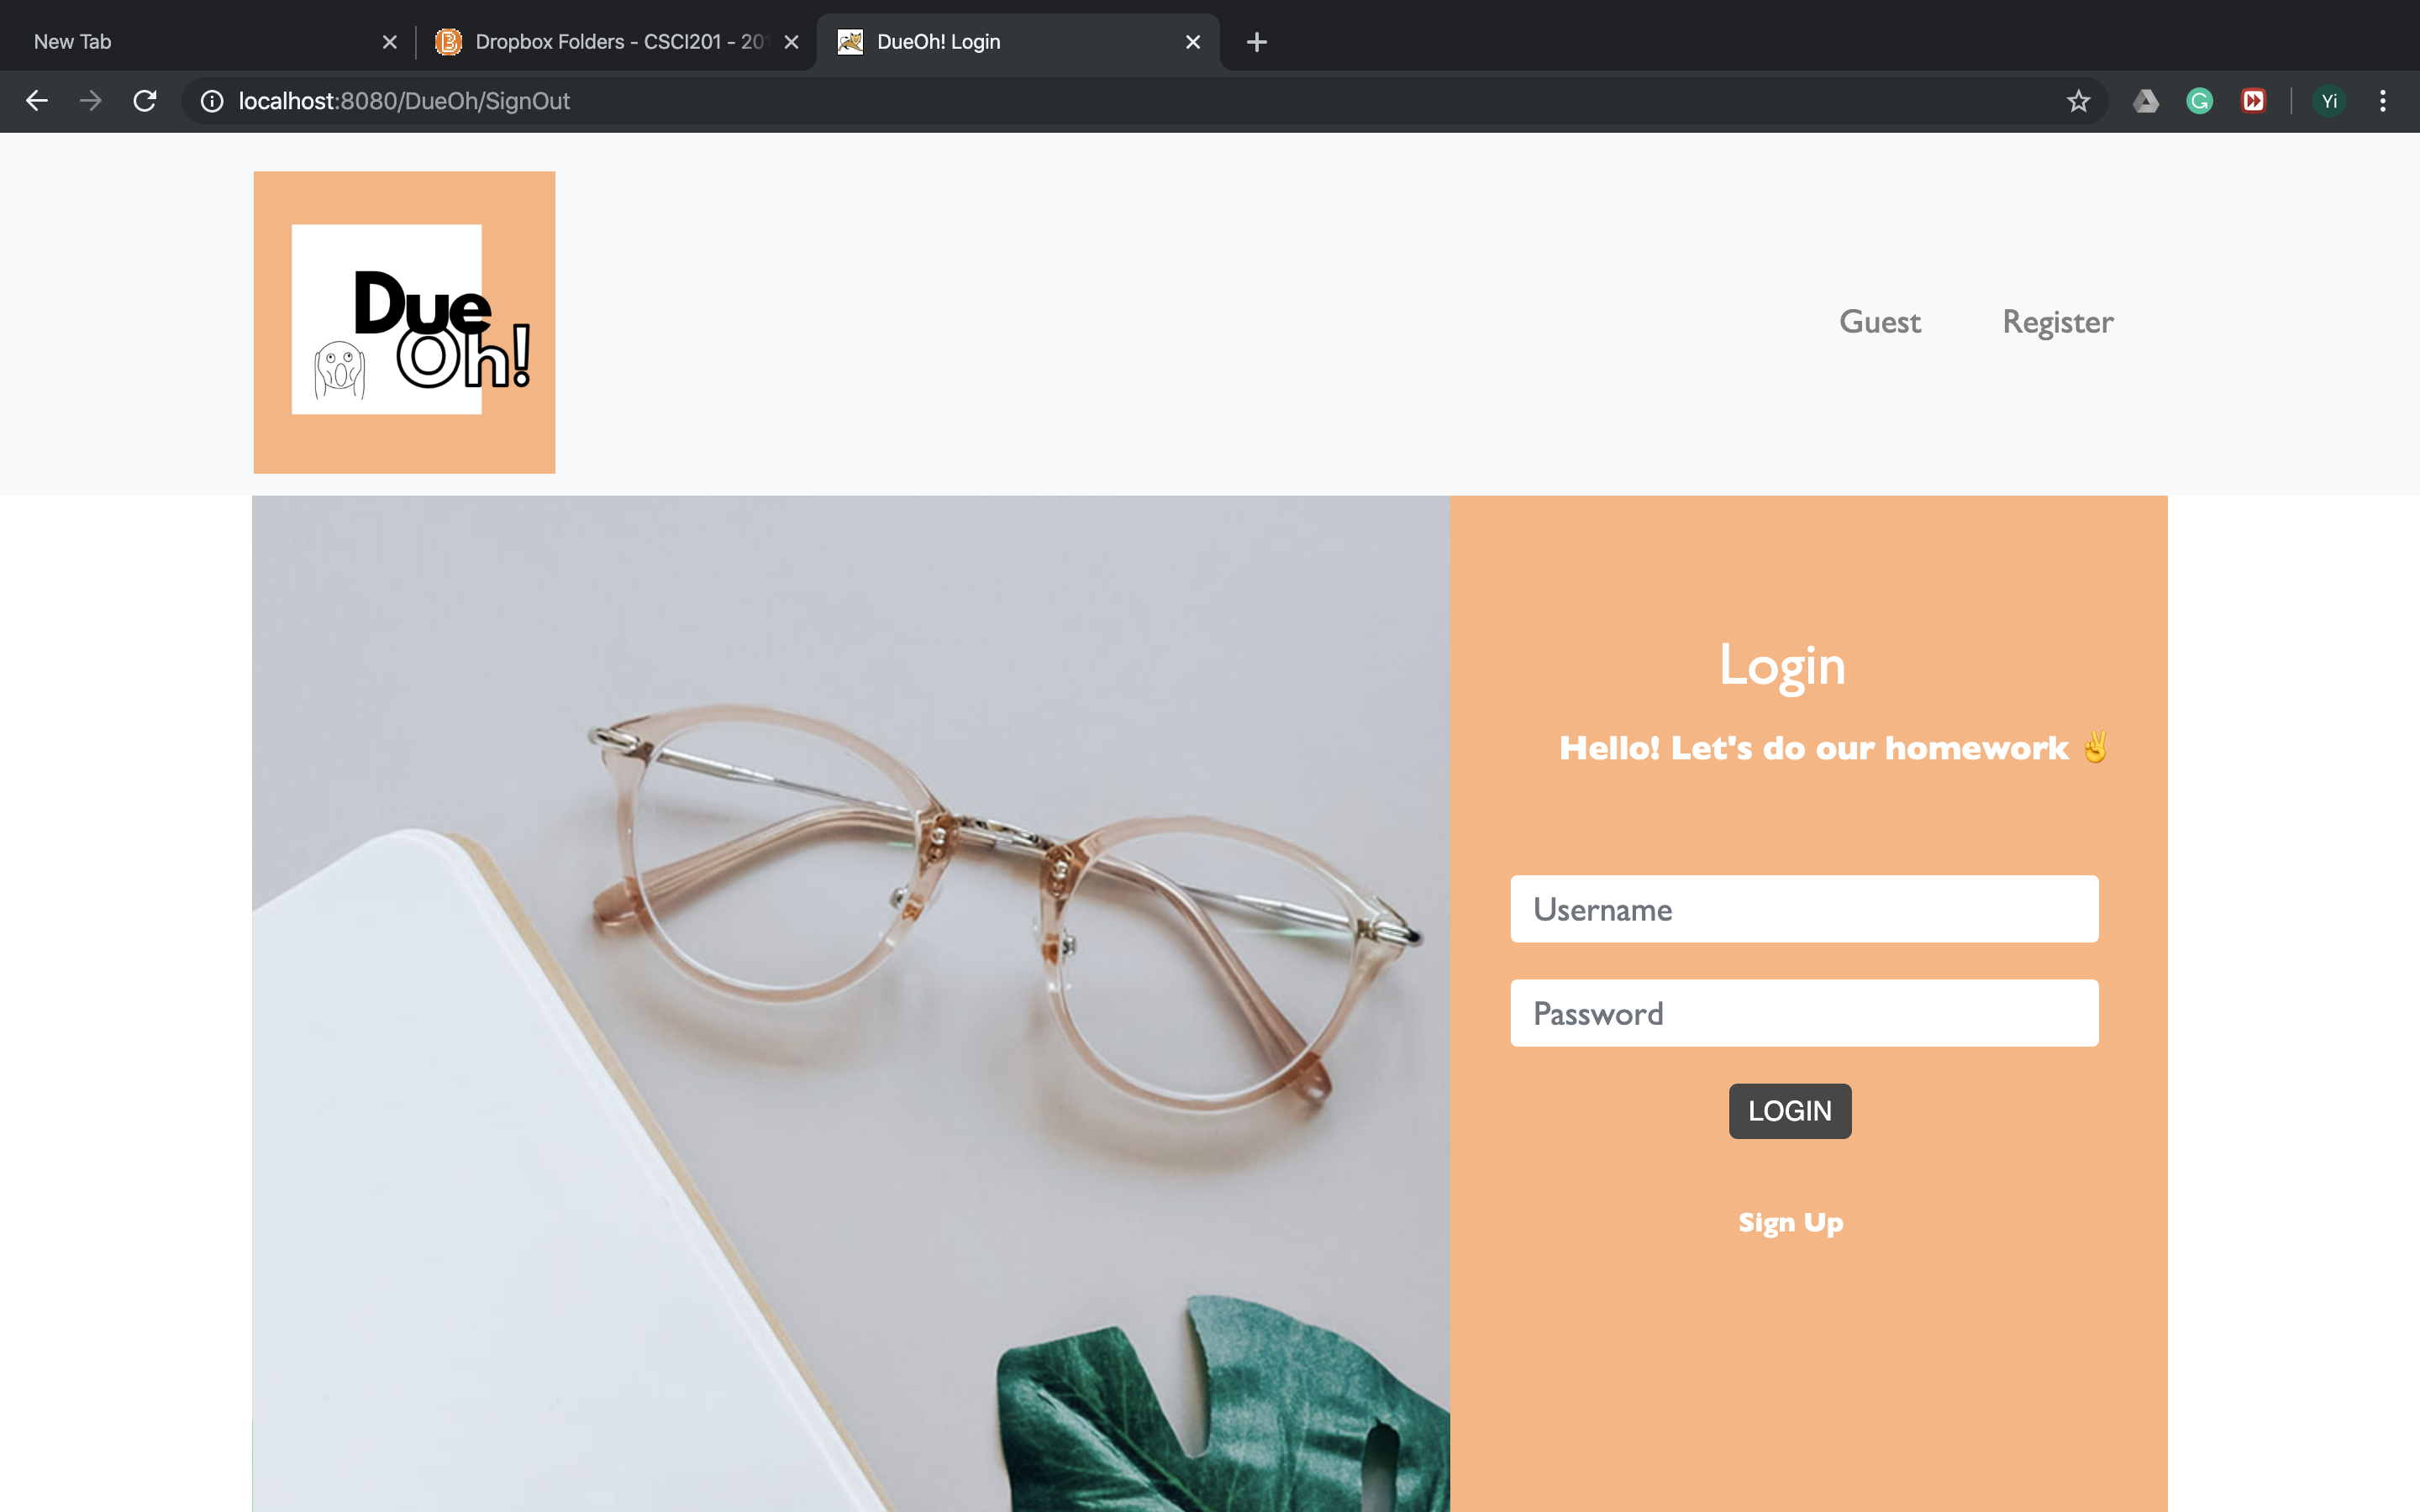 New Tab
Dropbox Folders - CSCI201 - 201
DueOh! Login
localhost:8080/DueOh/SignOut
Yi
Due
Oh!
Guest
Register
Login
Hello! Let's do our homework ✌️
Username
Password
LOGIN
Sign Up